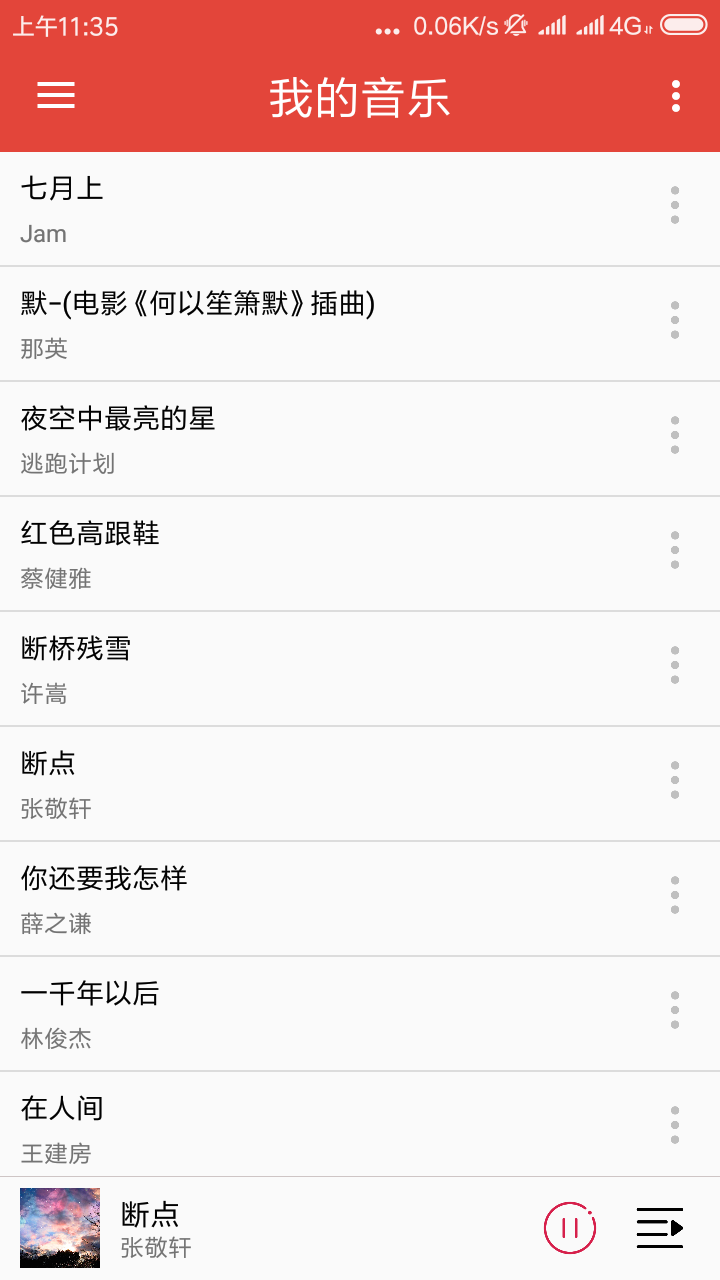 上午11:35 ... 0.06K/s 4G
我的音乐
七月上
Jam
默-(电影《何以笙箫默》插曲)
那英
夜空中最亮的星
逃跑计划
红色高跟鞋
蔡健雅
断桥残雪
许嵩
断点
张敬轩
你还要我怎样
薛之谦
一千年以后
林俊杰
在人间
王建房
断点
张敬轩